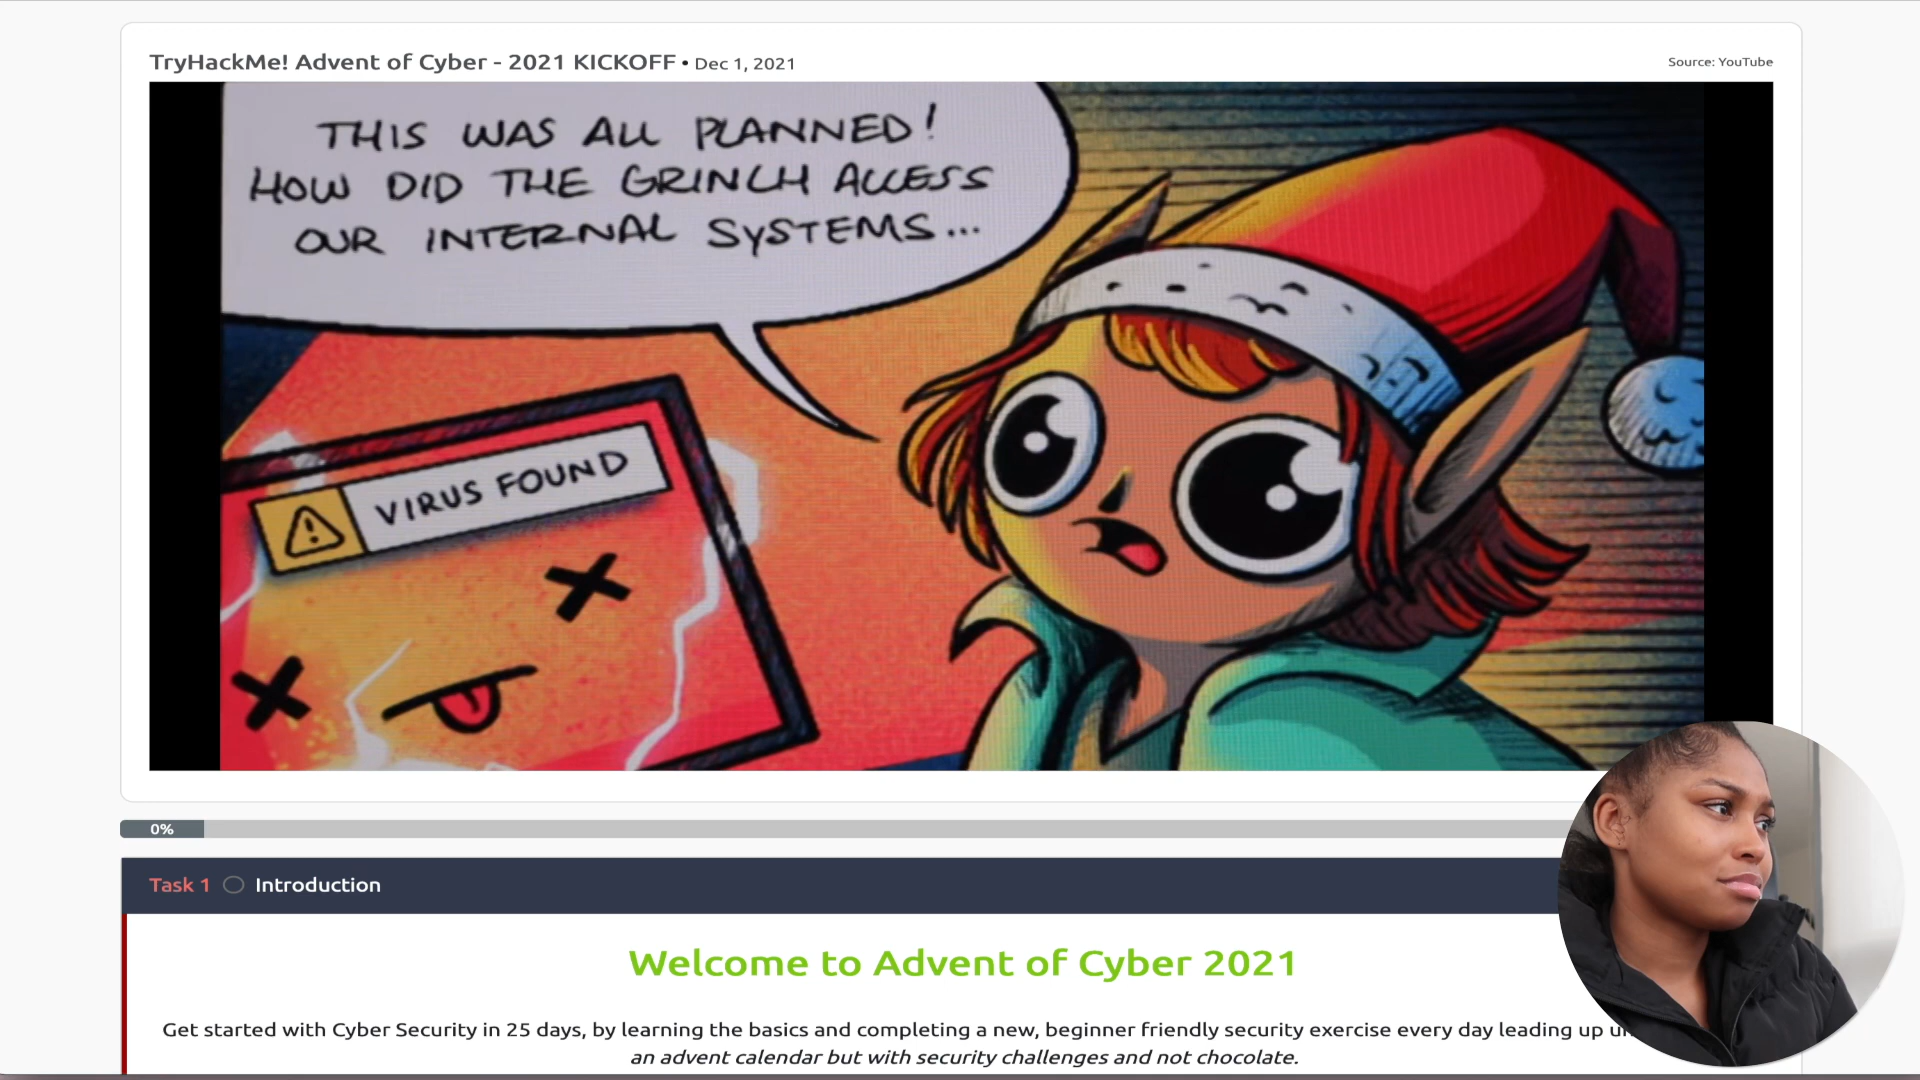 TryHackMe! Advent of Cyber - 2021 KICKOFF • Dec 1, 2021
Source: YouTube
THIS WAS ALL PLANNED!
HOW DID THE GRINCH ACCESS
OUR INTERNAL SYSTEMS...
VIRUS FOUND
0%
Task 1 Introduction
Welcome to Advent of Cyber 2021
Get started with Cyber Security in 25 days, by learning the basics and completing a new, beginner friendly security exercise every day leading up
an advent calendar but with security challenges and not chocolate.